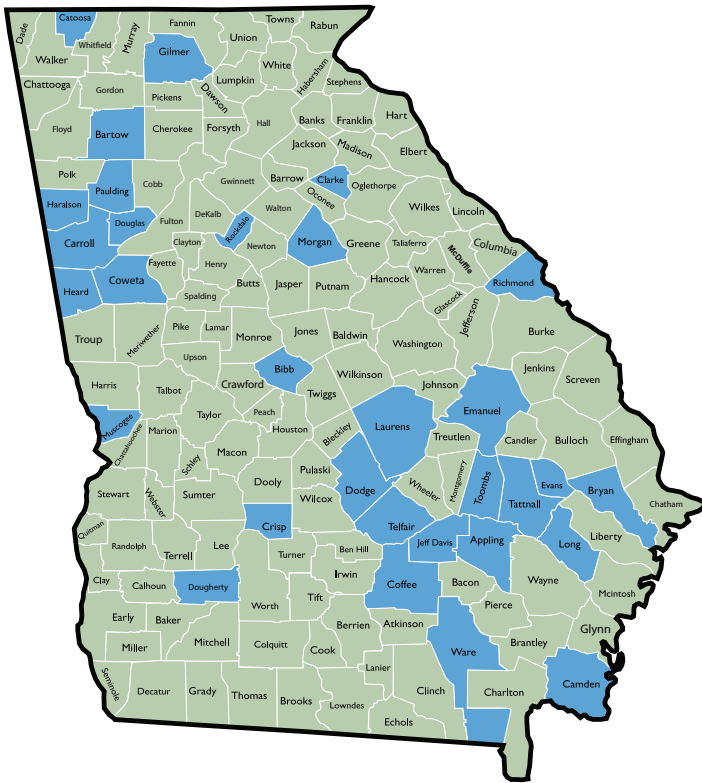 Dade
Catoosa
Fannin
Towns
Rabun
Union
Murray
Whitfield
Walker
Gilmer
White
Habersham
Lumpkin
Stephens
Chattooga
Gordon
Pickens
Dawson
Hart
Banks
Franklin
Floyd
Bartow
Cherokee
Forsyth
Hall
Jackson
Madison
Elbert
Polk
Paulding
Cobb
Gwinnett
Barrow
Clarke
Oglethorpe
Oconee
Haralson
Douglas
Fulton
DeKalb
Rockdale
Walton
Wilkes
Lincoln
Carroll
Clayton
Newton
Morgan
Greene
Taliaferro
McDuffie
Columbia
Fayette
Henry
Warren
Heard
Coweta
Spalding
Butts
Jasper
Putnam
Hancock
Richmond
Glascock
Jefferson
Troup
Meriwether
Pike
Lamar
Monroe
Jones
Baldwin
Washington
Burke
Upson
Bibb
Wilkinson
Jenkins
Screven
Harris
Talbot
Crawford
Twiggs
Johnson
Emanuel
Muscogee
Chattahoochee
Marion
Taylor
Peach
Houston
Bleckley
Laurens
Treutlen
Candler
Bulloch
Effingham
Schley
Macon
Pulaski
Dooly
Dodge
Wheeler
Montgomery
Toombs
Tattnall
Evans
Bryan
Chatham
Stewart
Webster
Sumter
Wilcox
Crisp
Telfair
Quitman
Randolph
Terrell
Lee
Turner
Ben Hill
Jeff Davis
Appling
Long
Liberty
Clay
Calhoun
Dougherty
Worth
Tift
Irwin
Coffee
Bacon
Wayne
Mcintosh
Pierce
Early
Baker
Mitchell
Colquitt
Berrien
Atkinson
Ware
Brantley
Glynn
Miller
Cook
Lanier
Seminole
Decatur
Grady
Thomas
Brooks
Lowndes
Clinch
Echols
Charlton
Camden